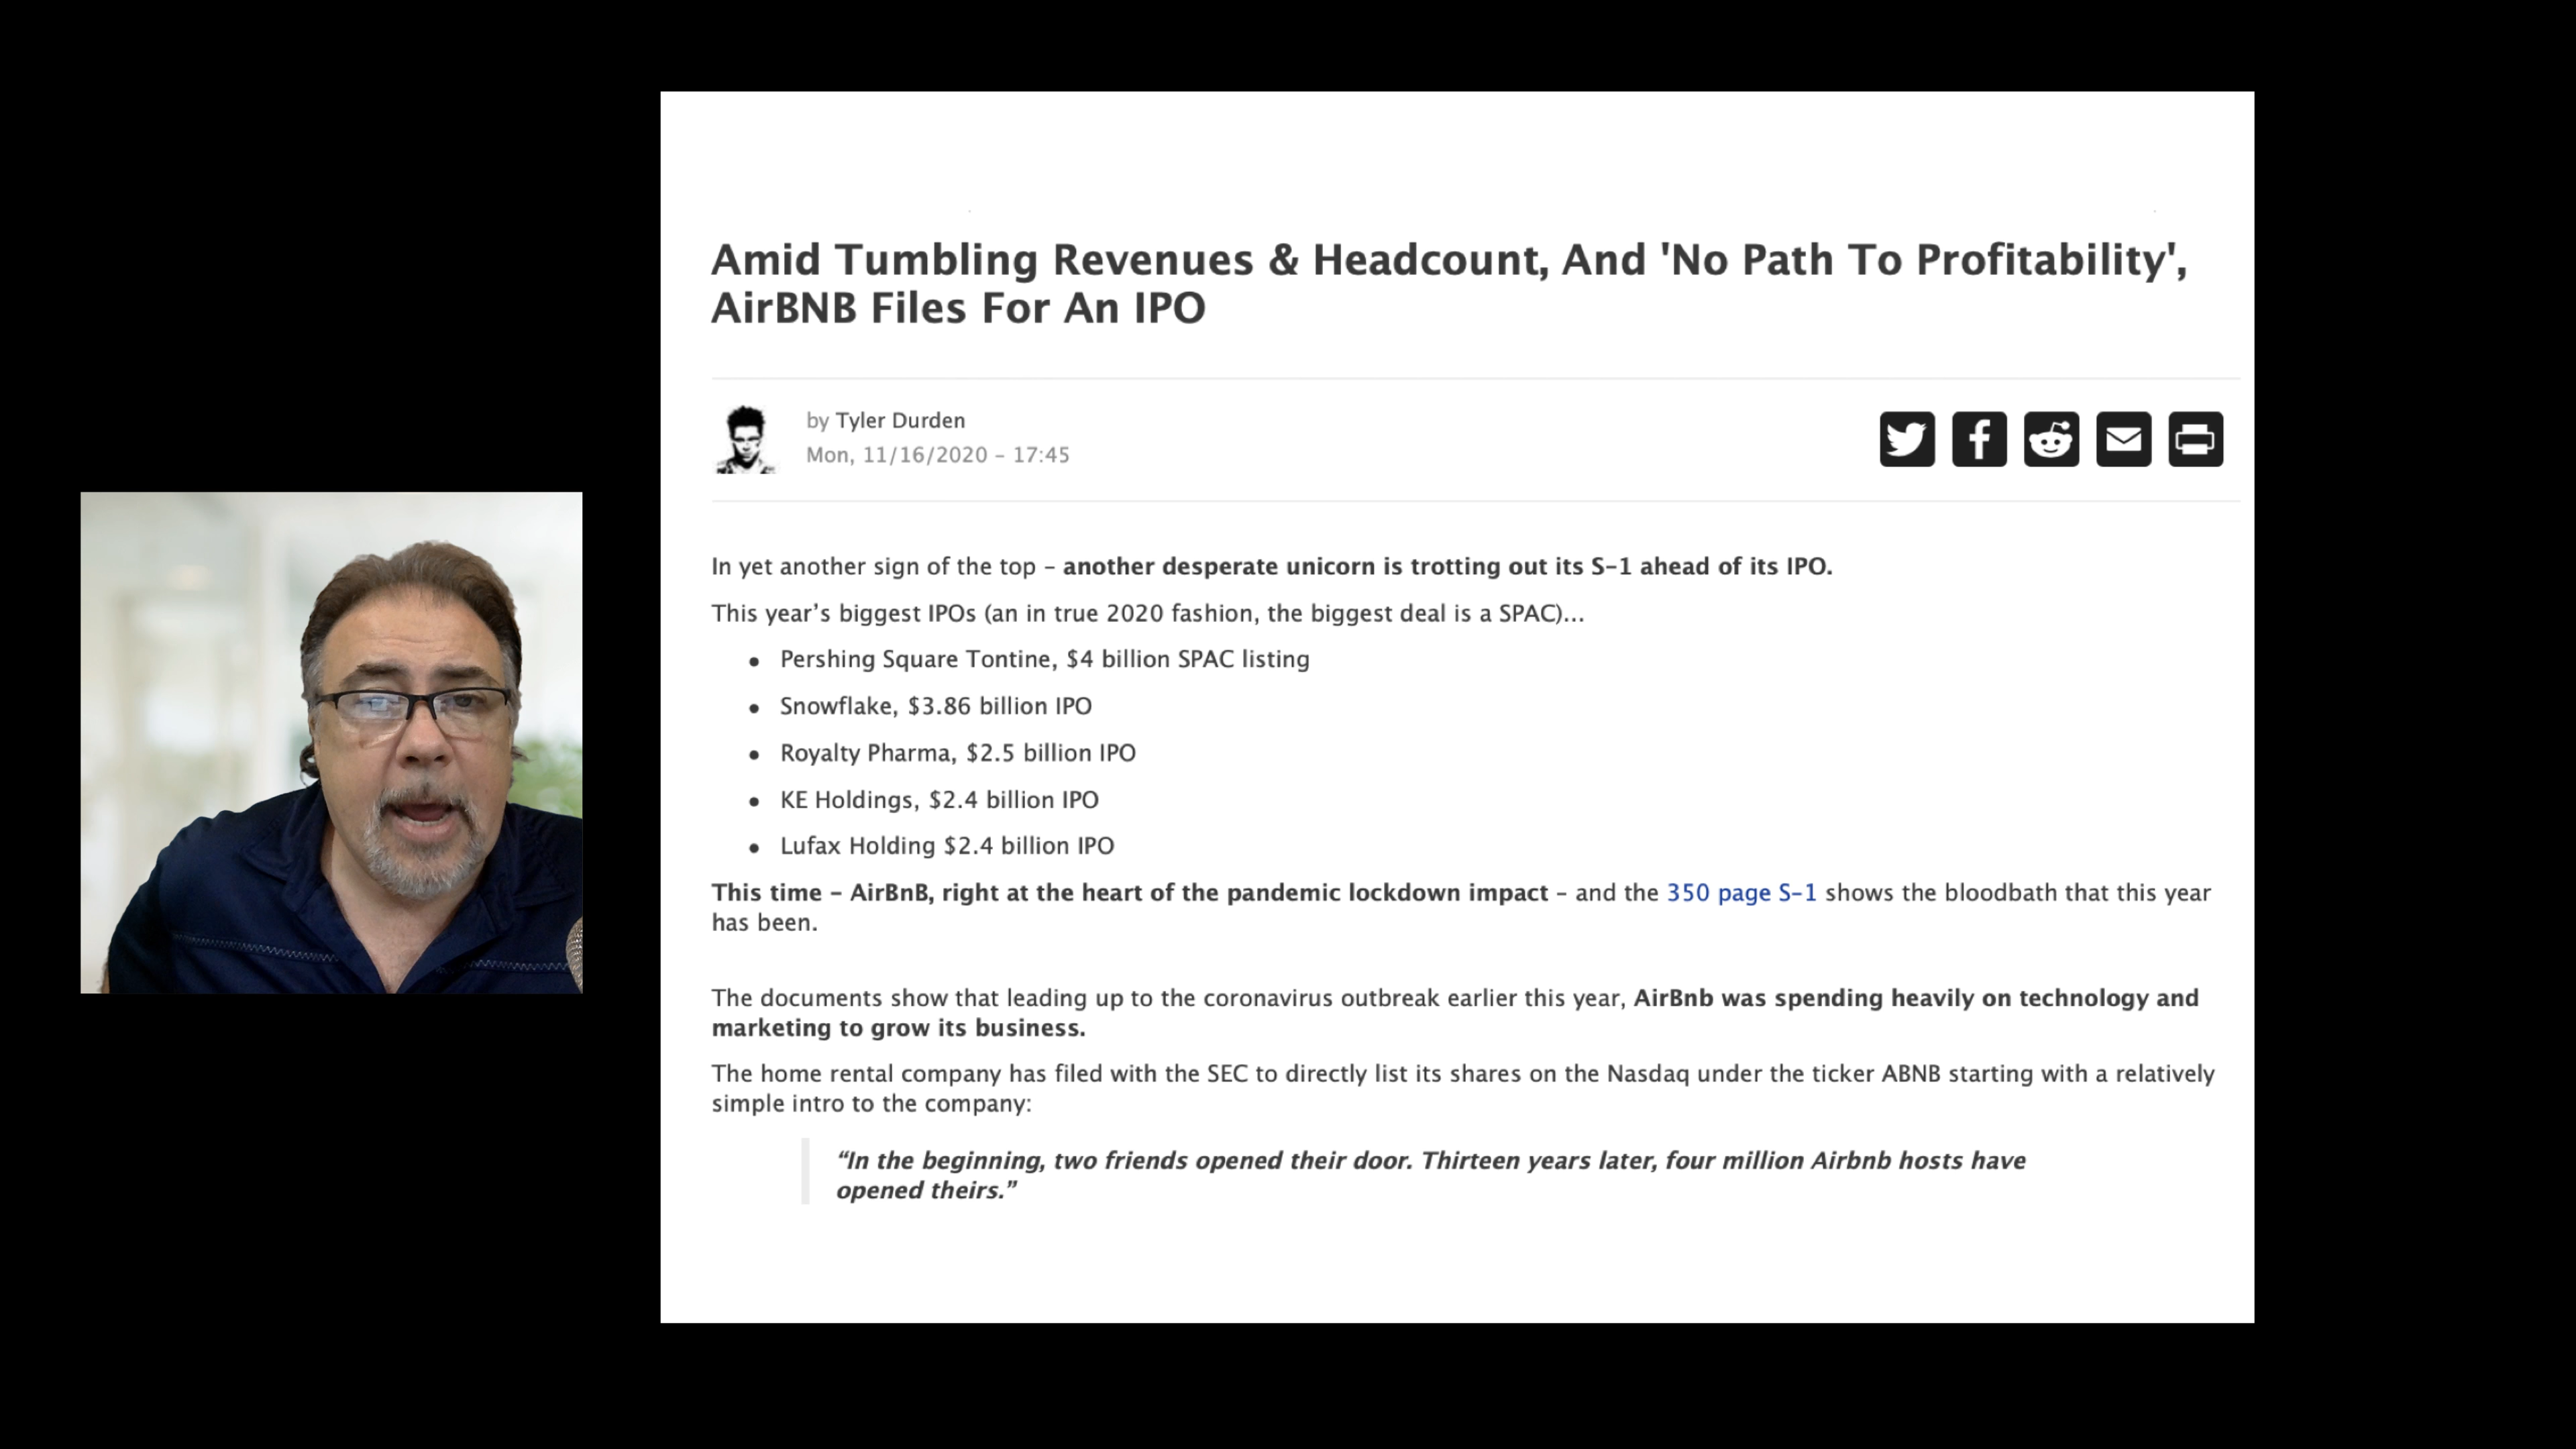 Amid Tumbling Revenues & Headcount, And 'No Path To Profitability',
AirBNB Files For An IPO
by Tyler Durden
Mon, 11/16/2020 – 17:45
In yet another sign of the top – another desperate unicorn is trotting out its S-1 ahead of its IPO.
This year’s biggest IPOs (an in true 2020 fashion, the biggest deal is a SPAC)...
• Pershing Square Tontine, $4 billion SPAC listing
• Snowflake, $3.86 billion IPO
• Royalty Pharma, $2.5 billion IPO
• KE Holdings, $2.4 billion IPO
• Lufax Holding $2.4 billion IPO
This time – AirBnB, right at the heart of the pandemic lockdown impact – and the 350 page S-1 shows the bloodbath that this year
has been.
The documents show that leading up to the coronavirus outbreak earlier this year, AirBnb was spending heavily on technology and
marketing to grow its business.
The home rental company has filed with the SEC to directly list its shares on the Nasdaq under the ticker ABNB starting with a relatively
simple intro to the company:
“In the beginning, two friends opened their door. Thirteen years later, four million Airbnb hosts have
opened theirs.”